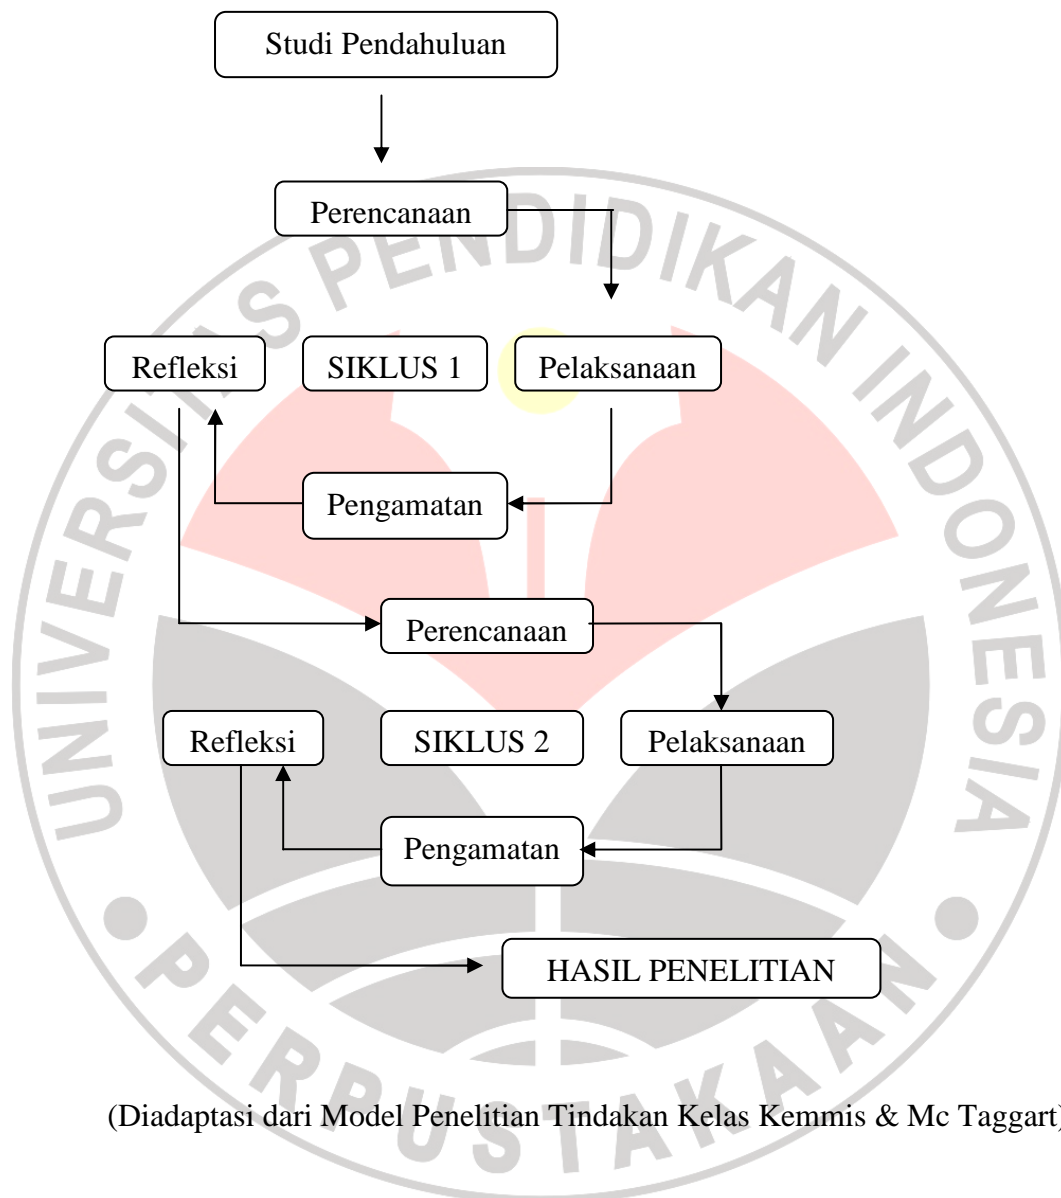 Studi Pendahuluan
Perencanaan
Refleksi
SIKLUS 1
Pelaksanaan
Pengamatan
Perencanaan
Refleksi
SIKLUS 2
Pelaksanaan
Pengamatan
HASIL PENELITIAN
(Diadaptasi dari Model Penelitian Tindakan Kelas Kemmis & Mc Taggart)
UNIVERSITAS PENDIDIKAN INDONESIA
PERPUSTAKAAN